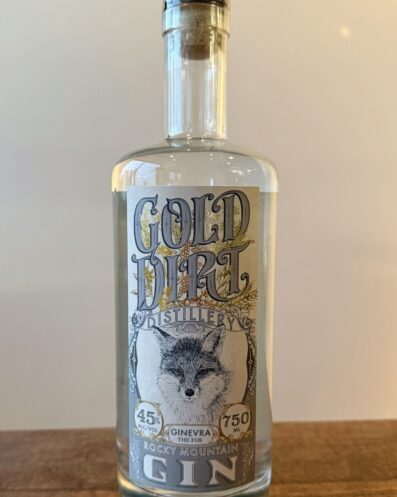 GOLD
DIRT
DISTILLERY
45%
ALC/VOL
GINEVRA
THE FOX
750
ML
ROCKY MOUNTAIN
GIN